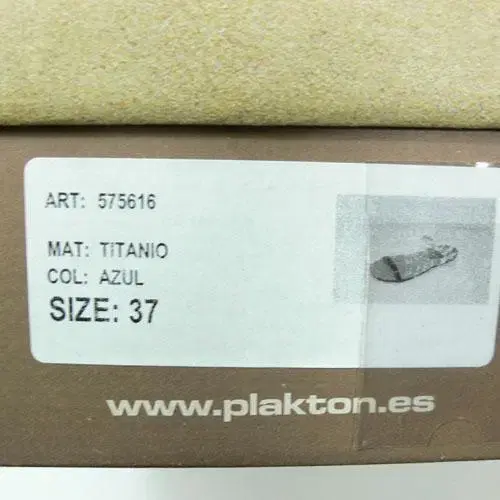 ART: 575616
MAT: TITANIO
COL: AZUL
SIZE: 37
www.plakton.es